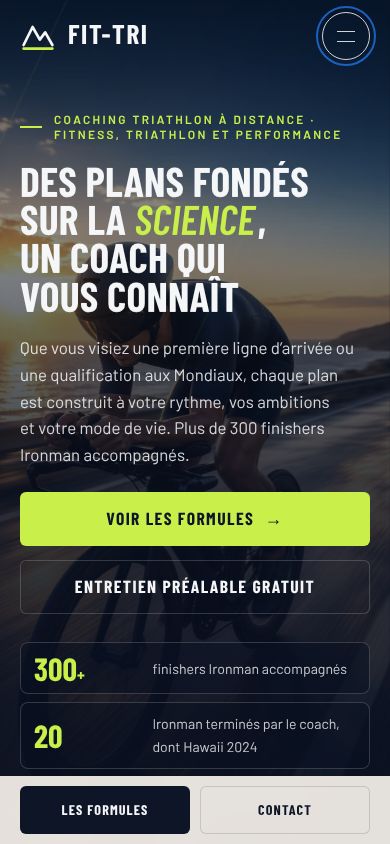 FIT-TRI
COACHING TRIATHLON À DISTANCE ·
FITNESS, TRIATHLON ET PERFORMANCE
DES PLANS FONDÉS
SUR LA SCIENCE,
UN COACH QUI
VOUS CONNAÎT
Que vous visiez une première ligne d’arrivée ou
une qualification aux Mondiaux, chaque plan
est construit à votre rythme, vos ambitions
et votre mode de vie. Plus de 300 finishers
Ironman accompagnés.
VOIR LES FORMULES →
ENTRETIEN PRÉALABLE GRATUIT
300+ finishers Ironman accompagnés
20 Ironman terminés par le coach,
dont Hawaii 2024
LES FORMULES CONTACT